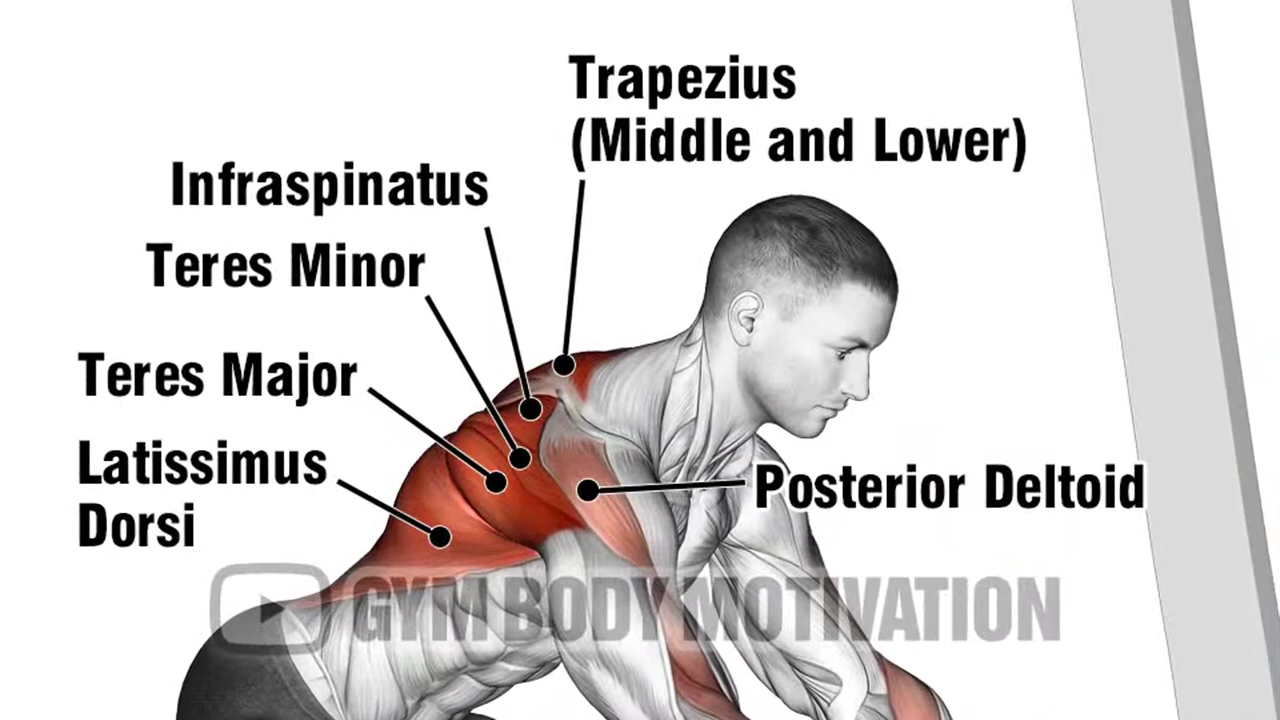 Trapezius
(Middle and Lower)
Infraspinatus
Teres Minor
Teres Major
Latissimus
Dorsi
Posterior Deltoid
GYM BODY MOTIVATION